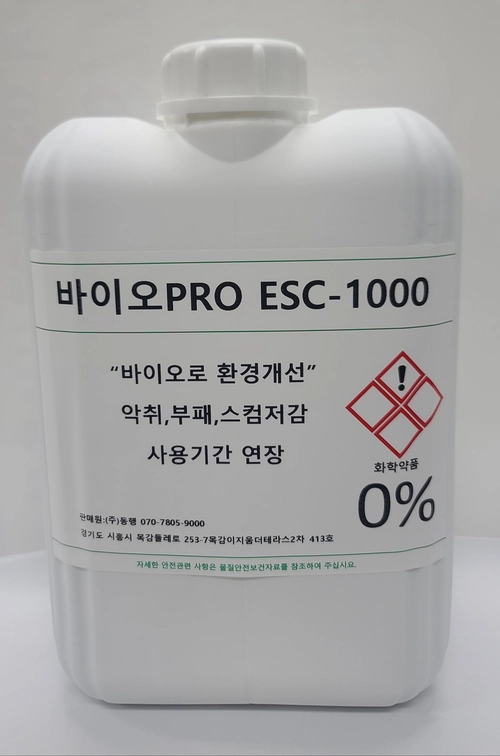 바이오PRO ESC-1000
“바이오로 환경개선”
악취,부패,스컴저감
사용기간 연장
!
화학약품
0%
판매원:(주)동행 070-7805-9000
경기도 시흥시 목감둘레로 253-7목감이지움더테라스2차 413호
자세한 안전관련 사항은 물질안전보건자료를 참조하여 주십시요.